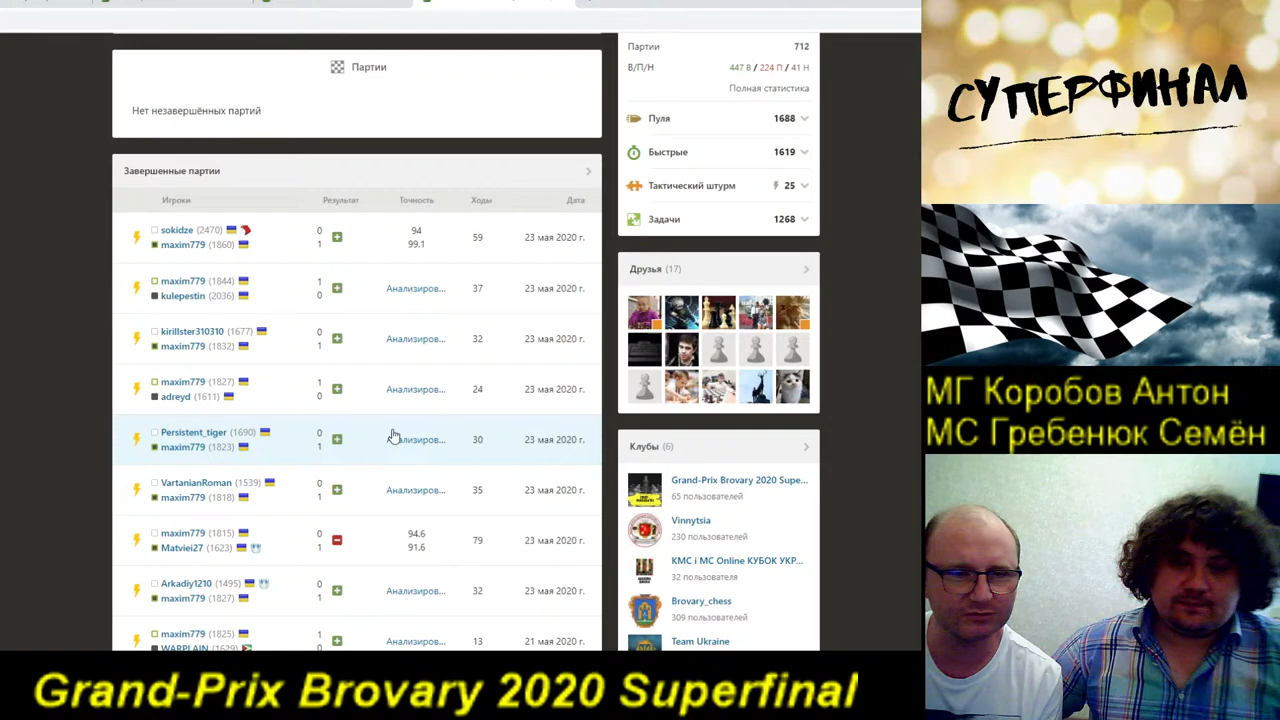 Партии
Нет незавершённых партий
Завершенные партии
Игроки Результат Точность Ходы Дата
sokidze (2470) 0 94 59 23 мая 2020 г.
maxim779 (1860) 1 99.1
maxim779 (1844) 1 Анализиров... 37 23 мая 2020 г.
kulepestin (2036) 0
kirillster310310 (1677) 0 Анализиров... 32 23 мая 2020 г.
maxim779 (1832) 1
maxim779 (1827) 1 Анализиров... 24 23 мая 2020 г.
adreyd (1611) 0
Persistent_tiger (1690) 0 Анализиров... 30 23 мая 2020 г.
maxim779 (1823) 1
VartanianRoman (1539) 0 Анализиров... 35 23 мая 2020 г.
maxim779 (1818) 1
maxim779 (1815) 0 94.6 79 23 мая 2020 г.
Matviei27 (1623) 1 91.6
Arkadiy1210 (1495) 0 Анализиров... 32 23 мая 2020 г.
maxim779 (1827) 1
maxim779 (1825) 1 Анализиров... 13 21 мая 2020 г.
WARPLAIN (1629) 0
Партии 712
В/П/Н 447 В / 224 П / 41 Н
Полная статистика
Пуля 1688
Быстрые 1619
Тактический штурм 25
Задачи 1268
Друзья (17)
Клубы (6)
Grand-Prix Brovary 2020 Supe...
65 пользователей
Vinnytsia
230 пользователей
КМС і МС Online КУБОК УКР...
32 пользователя
Brovary_chess
309 пользователей
Team Ukraine
СУПЕРФИНАЛ
МГ Коробов Антон
МС Гребенюк Семён
Grand-Prix Brovary 2020 Superfinal